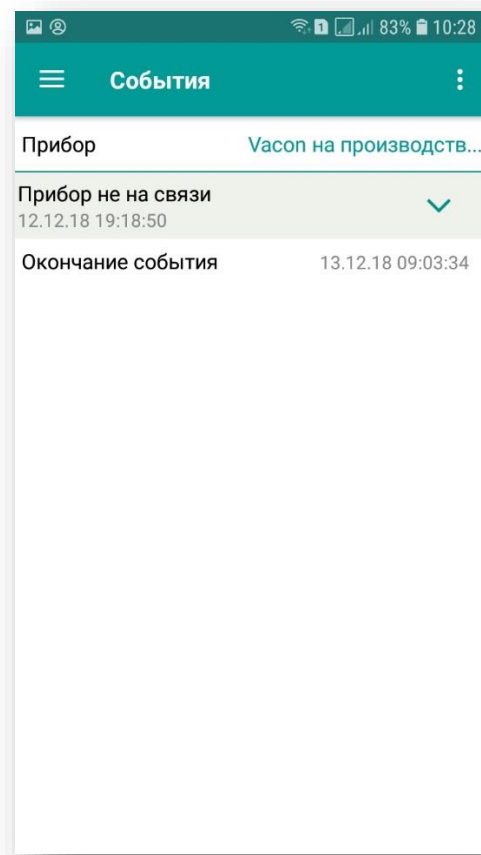 1 83% 10:28
События
Прибор Vacon на производств...
Прибор не на связи
12.12.18 19:18:50
Окончание события 13.12.18 09:03:34